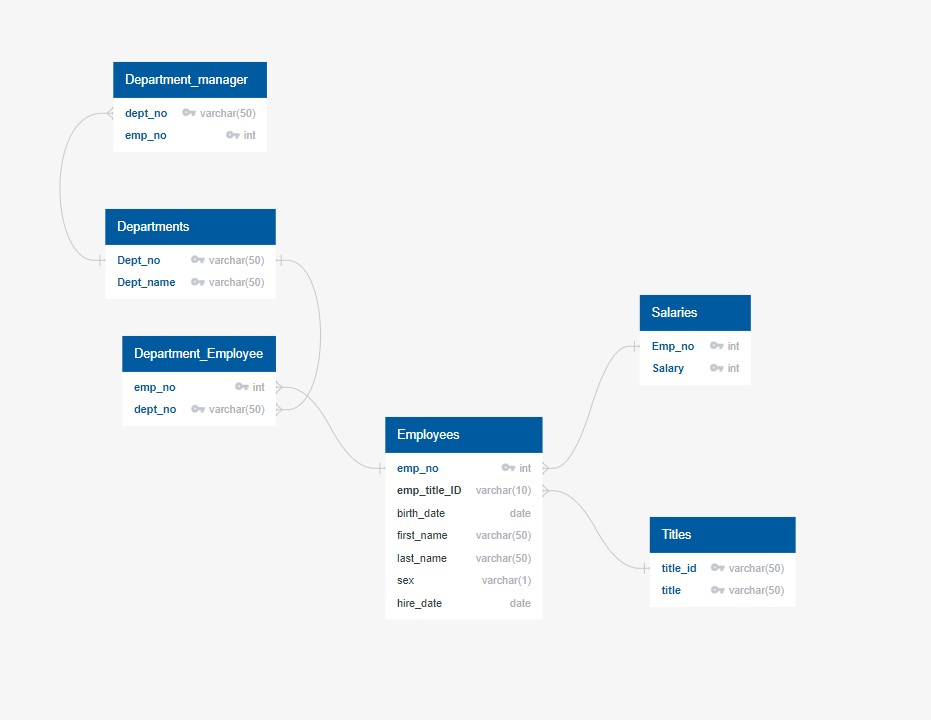 Department_manager
dept_no varchar(50)
emp_no int
Departments
Dept_no varchar(50)
Dept_name varchar(50)
Department_Employee
emp_no int
dept_no varchar(50)
Salaries
Emp_no int
Salary int
Employees
emp_no int
emp_title_ID varchar(10)
birth_date date
first_name varchar(50)
last_name varchar(50)
sex varchar(1)
hire_date date
Titles
title_id varchar(50)
title varchar(50)